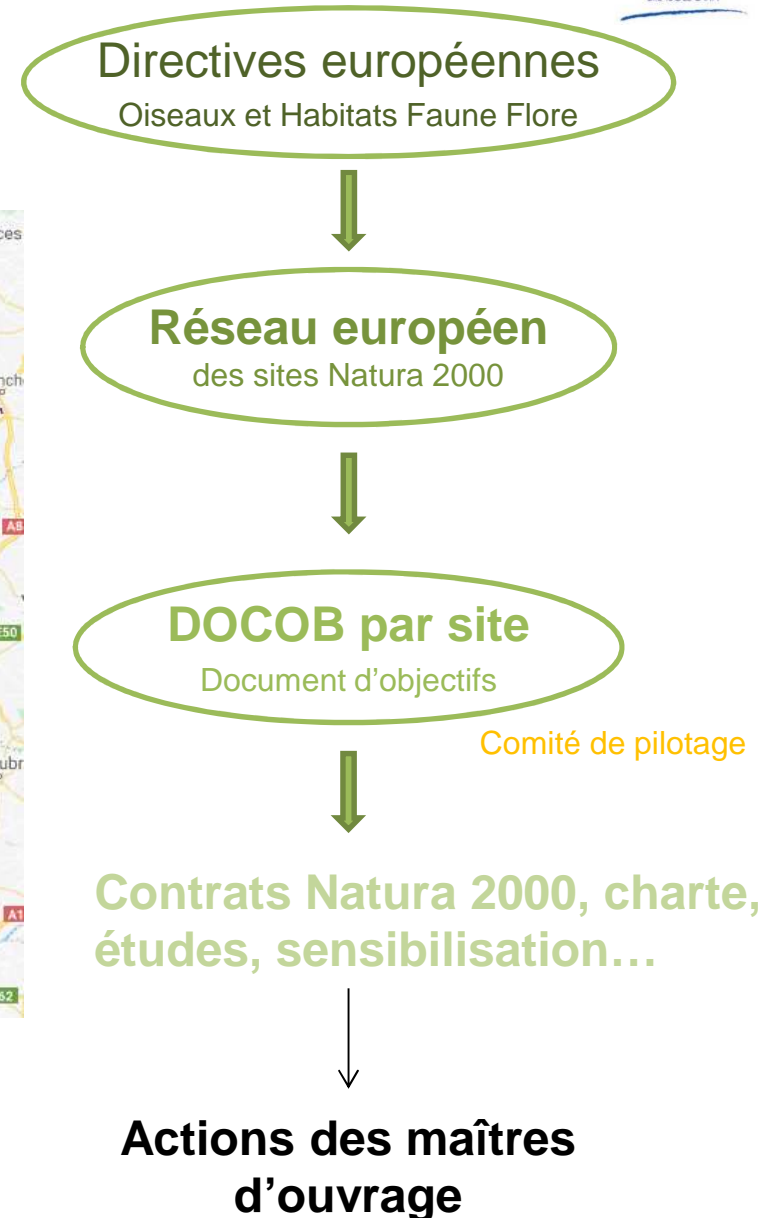 Directives européennes
Oiseaux et Habitats Faune Flore
Réseau européen
des sites Natura 2000
DOCOB par site
Document d’objectifs
Comité de pilotage
Contrats Natura 2000, charte,
études, sensibilisation…
Actions des maîtres
d’ouvrage